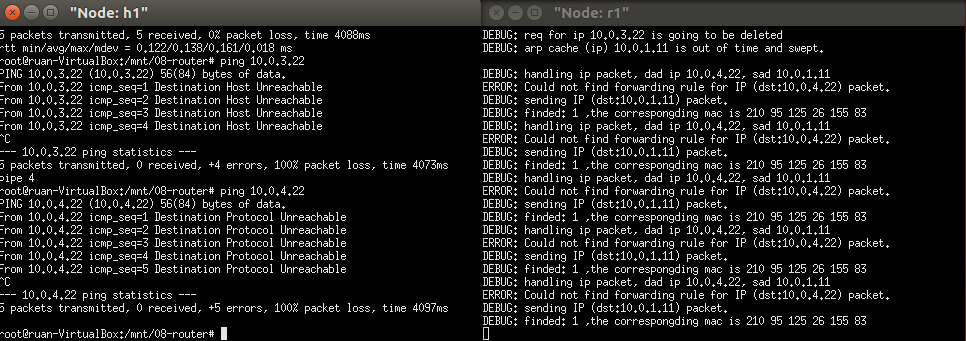 "Node: h1"
5 packets transmitted, 5 received, 0% packet loss, time 4088ms
rtt min/avg/max/mdev = 0.122/0.138/0.161/0.018 ms
root@ruan-VirtualBox:/mnt/08-router# ping 10.0.3.22
PING 10.0.3.22 (10.0.3.22) 56(84) bytes of data.
From 10.0.3.22 icmp_seq=1 Destination Host Unreachable
From 10.0.3.22 icmp_seq=2 Destination Host Unreachable
From 10.0.3.22 icmp_seq=3 Destination Host Unreachable
From 10.0.3.22 icmp_seq=4 Destination Host Unreachable
^C
--- 10.0.3.22 ping statistics ---
5 packets transmitted, 0 received, +4 errors, 100% packet loss, time 4073ms
pipe 4
root@ruan-VirtualBox:/mnt/08-router# ping 10.0.4.22
PING 10.0.4.22 (10.0.4.22) 56(84) bytes of data.
From 10.0.4.22 icmp_seq=1 Destination Protocol Unreachable
From 10.0.4.22 icmp_seq=2 Destination Protocol Unreachable
From 10.0.4.22 icmp_seq=3 Destination Protocol Unreachable
From 10.0.4.22 icmp_seq=4 Destination Protocol Unreachable
From 10.0.4.22 icmp_seq=5 Destination Protocol Unreachable
^C
--- 10.0.4.22 ping statistics ---
5 packets transmitted, 0 received, +5 errors, 100% packet loss, time 4097ms
root@ruan-VirtualBox:/mnt/08-router#
"Node: r1"
DEBUG: req for ip 10.0.3.22 is going to be deleted
DEBUG: arp cache (ip) 10.0.1.11 is out of time and swept.
DEBUG: handling ip packet, dad ip 10.0.4.22, sad 10.0.1.11
ERROR: Could not find forwarding rule for IP (dst:10.0.4.22) packet.
DEBUG: sending IP (dst:10.0.1.11) packet.
DEBUG: finded: 1 ,the correspongding mac is 210 95 125 26 155 83
DEBUG: handling ip packet, dad ip 10.0.4.22, sad 10.0.1.11
ERROR: Could not find forwarding rule for IP (dst:10.0.4.22) packet.
DEBUG: sending IP (dst:10.0.1.11) packet.
DEBUG: finded: 1 ,the correspongding mac is 210 95 125 26 155 83
DEBUG: handling ip packet, dad ip 10.0.4.22, sad 10.0.1.11
ERROR: Could not find forwarding rule for IP (dst:10.0.4.22) packet.
DEBUG: sending IP (dst:10.0.1.11) packet.
DEBUG: finded: 1 ,the correspongding mac is 210 95 125 26 155 83
DEBUG: handling ip packet, dad ip 10.0.4.22, sad 10.0.1.11
ERROR: Could not find forwarding rule for IP (dst:10.0.4.22) packet.
DEBUG: sending IP (dst:10.0.1.11) packet.
DEBUG: finded: 1 ,the correspongding mac is 210 95 125 26 155 83
DEBUG: handling ip packet, dad ip 10.0.4.22, sad 10.0.1.11
ERROR: Could not find forwarding rule for IP (dst:10.0.4.22) packet.
DEBUG: sending IP (dst:10.0.1.11) packet.
DEBUG: finded: 1 ,the correspongding mac is 210 95 125 26 155 83